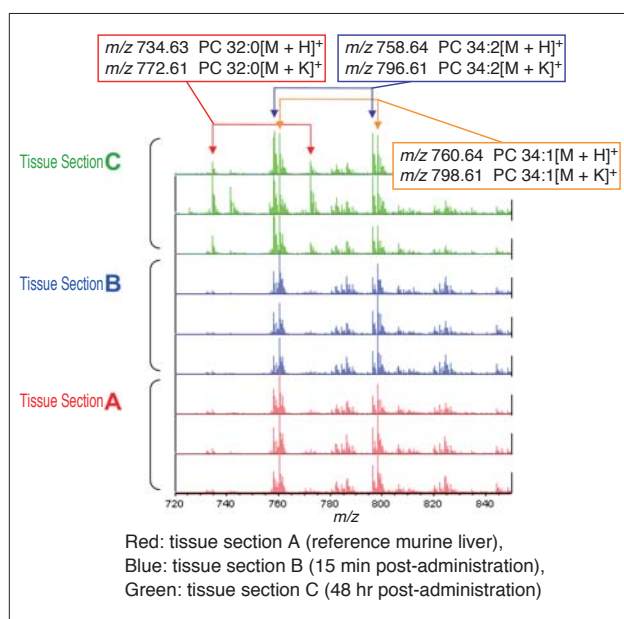 m/z 734.63 PC 32:0[M + H]+
m/z 772.61 PC 32:0[M + K]+
m/z 758.64 PC 34:2[M + H]+
m/z 796.61 PC 34:2[M + K]+
m/z 760.64 PC 34:1[M + H]+
m/z 798.61 PC 34:1[M + K]+
Tissue Section C
Tissue Section B
Tissue Section A
720 740 760 780 800 820 840
m/z
Red: tissue section A (reference murine liver),
Blue: tissue section B (15 min post-administration),
Green: tissue section C (48 hr post-administration)